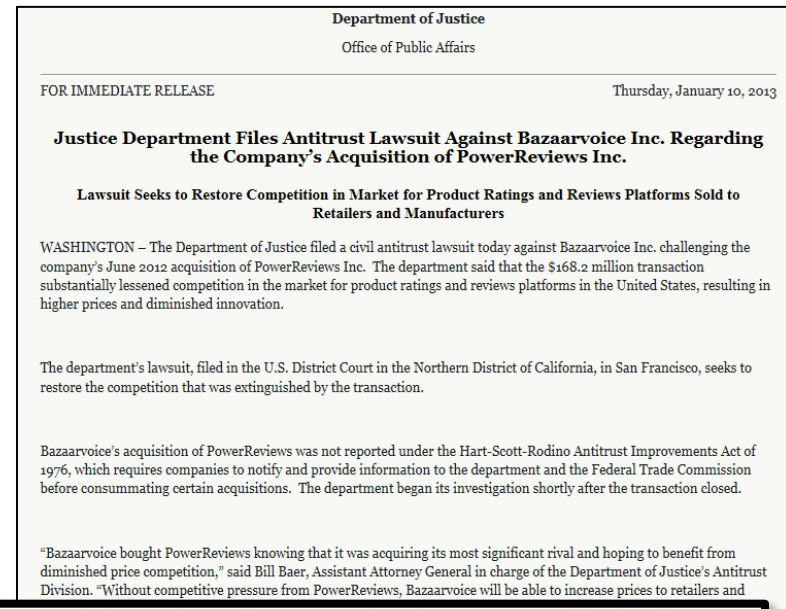 Department of Justice
Office of Public Affairs
FOR IMMEDIATE RELEASE Thursday, January 10, 2013
Justice Department Files Antitrust Lawsuit Against Bazaarvoice Inc. Regarding
the Company’s Acquisition of PowerReviews Inc.
Lawsuit Seeks to Restore Competition in Market for Product Ratings and Reviews Platforms Sold to
Retailers and Manufacturers
WASHINGTON – The Department of Justice filed a civil antitrust lawsuit today against Bazaarvoice Inc. challenging the
company’s June 2012 acquisition of PowerReviews Inc.  The department said that the $168.2 million transaction
substantially lessened competition in the market for product ratings and reviews platforms in the United States, resulting in
higher prices and diminished innovation.
The department’s lawsuit, filed in the U.S. District Court in the Northern District of California, in San Francisco, seeks to
restore the competition that was extinguished by the transaction.
Bazaarvoice’s acquisition of PowerReviews was not reported under the Hart-Scott-Rodino Antitrust Improvements Act of
1976, which requires companies to notify and provide information to the department and the Federal Trade Commission
before consummating certain acquisitions.  The department began its investigation shortly after the transaction closed.
“Bazaarvoice bought PowerReviews knowing that it was acquiring its most significant rival and hoping to benefit from
diminished price competition,” said Bill Baer, Assistant Attorney General in charge of the Department of Justice’s Antitrust
Division. “Without competitive pressure from PowerReviews, Bazaarvoice will be able to increase prices to retailers and